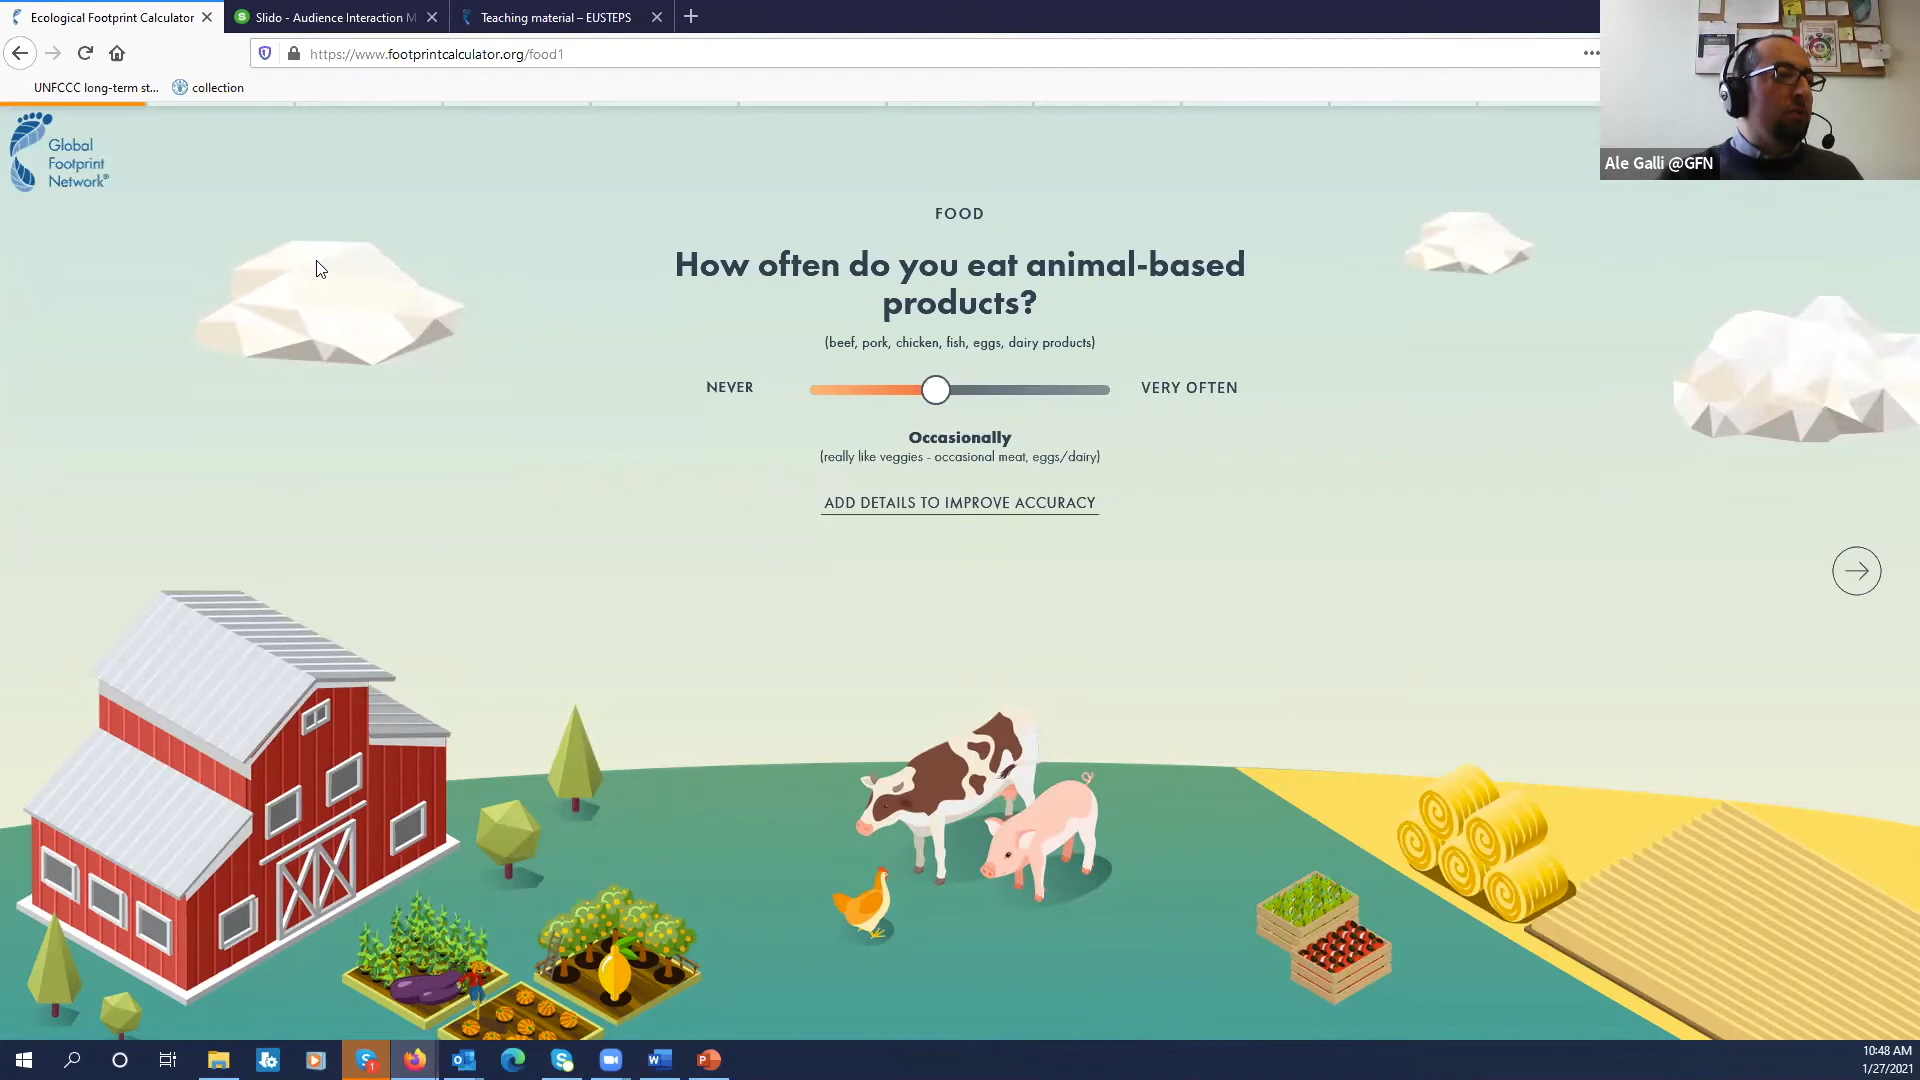 Ecological Footprint Calculator
Slido - Audience Interaction M
Teaching material – EUSTEPS
https://www.footprintcalculator.org/food1
UNFCCC long-term st...
collection
Global
Footprint
Network®
Ale Galli @GFN
FOOD
How often do you eat animal-based
products?
(beef, pork, chicken, fish, eggs, dairy products)
NEVER
VERY OFTEN
Occasionally
(really like veggies - occasional meat, eggs/dairy)
ADD DETAILS TO IMPROVE ACCURACY
10:48 AM
1/27/2021